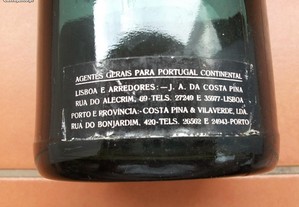 AGENTES GERAIS PARA PORTUGAL CONTINENTAL
LISBOA E ARREDORES:—J. A. DA COSTA PINA
RUA DO ALECRIM, 69-TELS. 27249 E 35977-LISBOA
PORTO E RROVÍNCIA:-COSTA PINA & VILAVERDE, LDA.
RUA DO BONJARDIM, 420-TELS. 26502 E 24943-PORTO